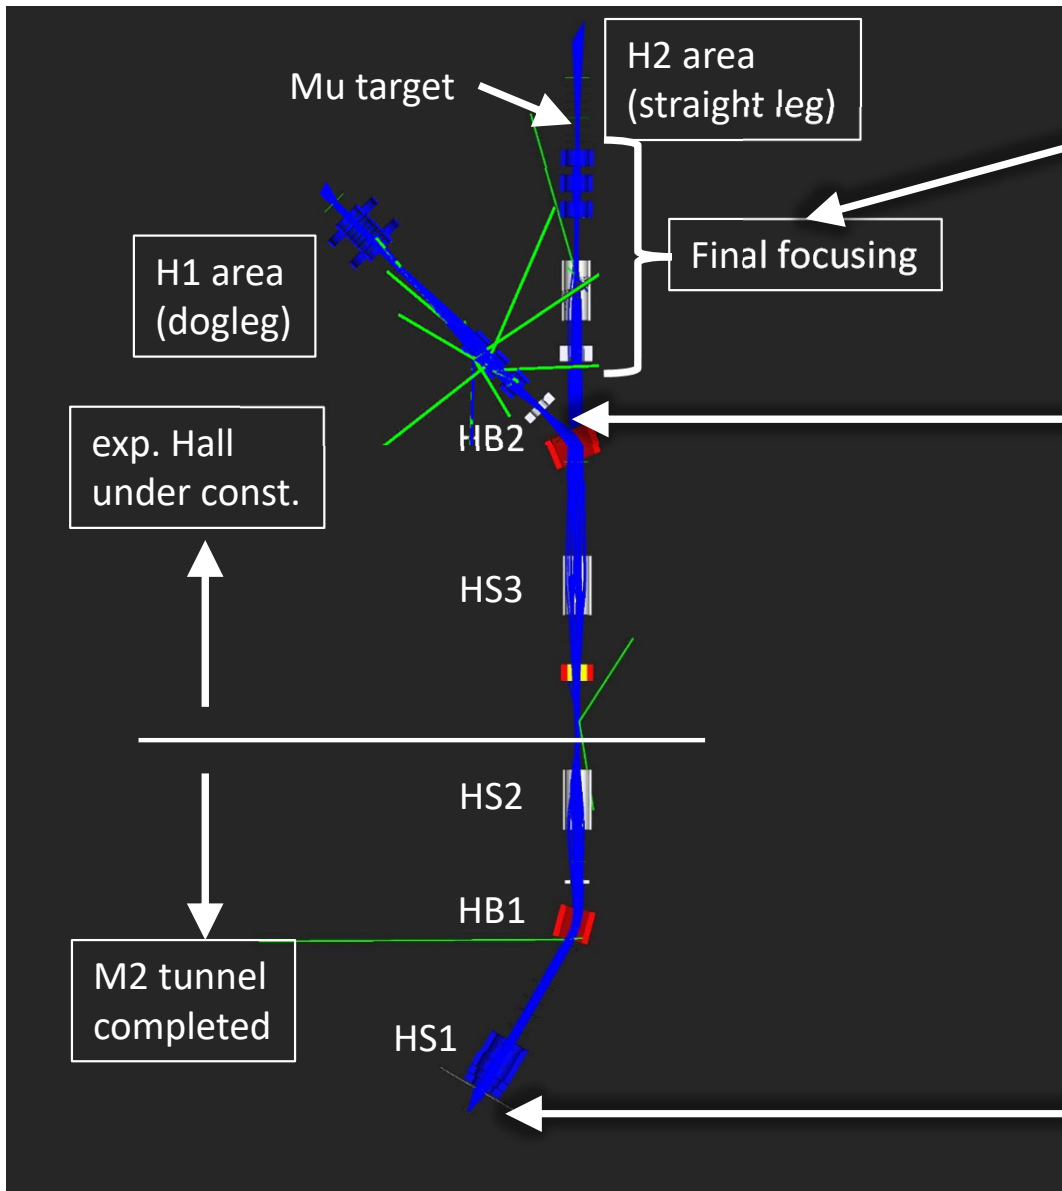 H2 area
(straight leg)
Mu target
Final focusing
H1 area
(dogleg)
HB2
exp. Hall
under const.
HS3
HS2
HB1
M2 tunnel
completed
HS1